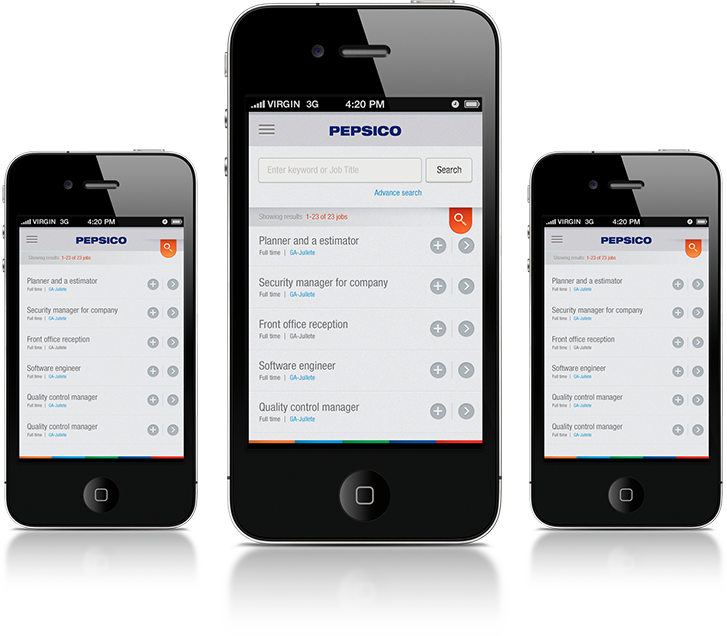 VIRGIN 3G 4:20 PM
PEPSICO
Showing results 1-23 of 23 jobs
Planner and a estimator
Full time | GA-Juliete
Security manager for company
Full time | GA-Juliete
Front office reception
Full time | GA-Juliete
Software engineer
Full time | GA-Juliete
Quality control manager
Full time | GA-Juliete
Quality control manager
Full time | GA-Juliete
VIRGIN 3G 4:20 PM
PEPSICO
Enter keyword or Job Title
Search
Advance search
Showing results 1-23 of 23 jobs
Planner and a estimator
Full time | GA-Juliete
Security manager for company
Full time | GA-Juliete
Front office reception
Full time | GA-Juliete
Software engineer
Full time | GA-Juliete
Quality control manager
Full time | GA-Juliete
VIRGIN 3G 4:20 PM
PEPSICO
Showing results 1-23 of 23 jobs
Planner and a estimator
Full time | GA-Juliete
Security manager for company
Full time | GA-Juliete
Front office reception
Full time | GA-Juliete
Software engineer
Full time | GA-Juliete
Quality control manager
Full time | GA-Juliete
Quality control manager
Full time | GA-Juliete